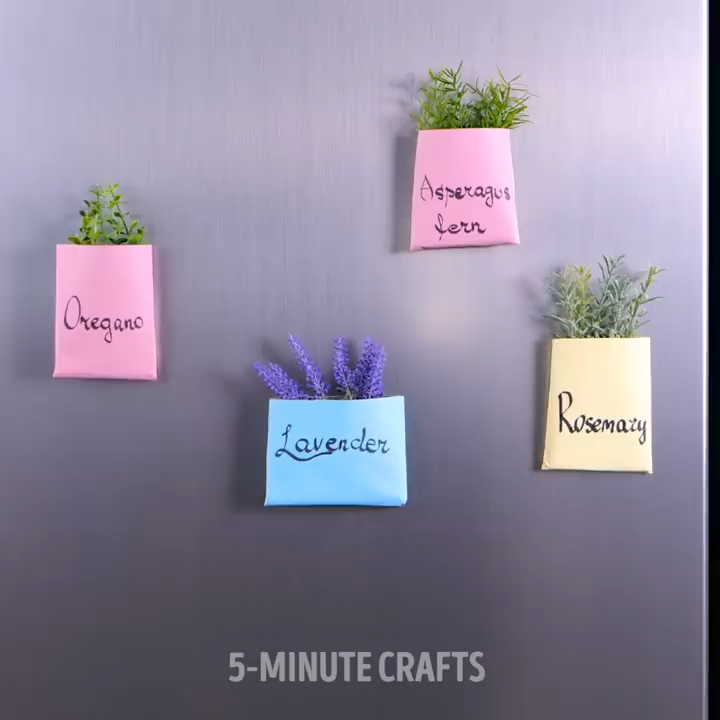 Asperagus
fern
Oregano
Lavender
Rosemary
5-MINUTE CRAFTS